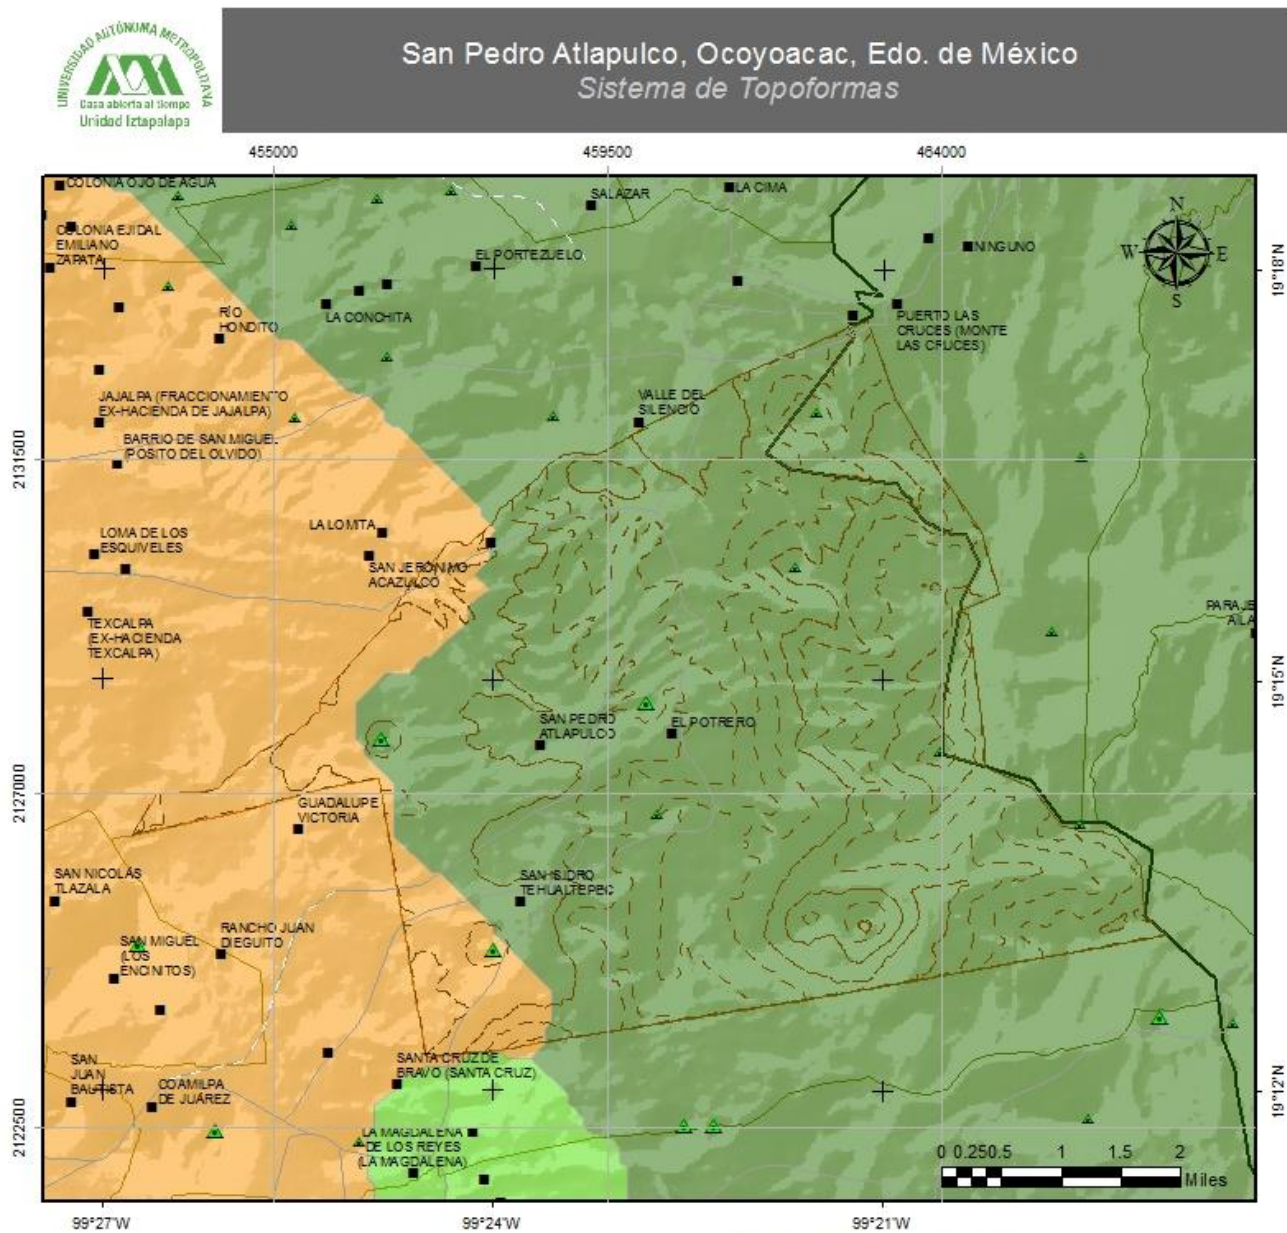 UNIVERSIDAD AUTÓNOMA METROPOLITANA
Casa abierta al tiempo
Unidad Iztapalapa
San Pedro Atlapulco, Ocoyoacac, Edo. de México
Sistema de Topoformas
455000
459500
464000
COLONIA OJO DE AGUA
SALAZAR
LA CIMA
N
W
E
S
COLONIA EJIDAL
EMILIANO
ZAPATA
EL PORTEZUELO
NINGUNO
19°18'N
RÍO
HONDITO
LA CONCHITA
PUERTO LAS
CRUCES (MONTE
LAS CRUCES)
JAJALPA (FRACCIONAMIENTO
EX-HACIENDA DE JAJALPA)
VALLE DEL
SILENCIO
BARRIO DE SAN MIGUEL
(POSITO DEL OLVIDO)
2131500
LA LOMITA
LOMA DE LOS
ESQUIVELES
SAN JERÓNIMO
ACAZULCO
TEXCALPA
(EX-HACIENDA
TEXCALPA)
PARAJE
AILA
19°15'N
SAN PEDRO
ATLAPULCO
EL POTRERO
2127000
GUADALUPE
VICTORIA
SAN NICOLÁS
TLAZALA
SAN ISIDRO
TEHUALTEPEC
RANCHO JUAN
DIEGUITO
SAN MIGUEL
(LOS
ENCINITOS)
SAN
JUAN
BAUTISTA
COAMILPA
DE JUÁREZ
SANTA CRUZ DE
BRAVO (SANTA CRUZ)
19°12'N
2122500
LA MAGDALENA
DE LOS REYES
(LA MAGDALENA)
0 0.250.5 1 1.5 2
Miles
99°27'W
99°24'W
99°21'W